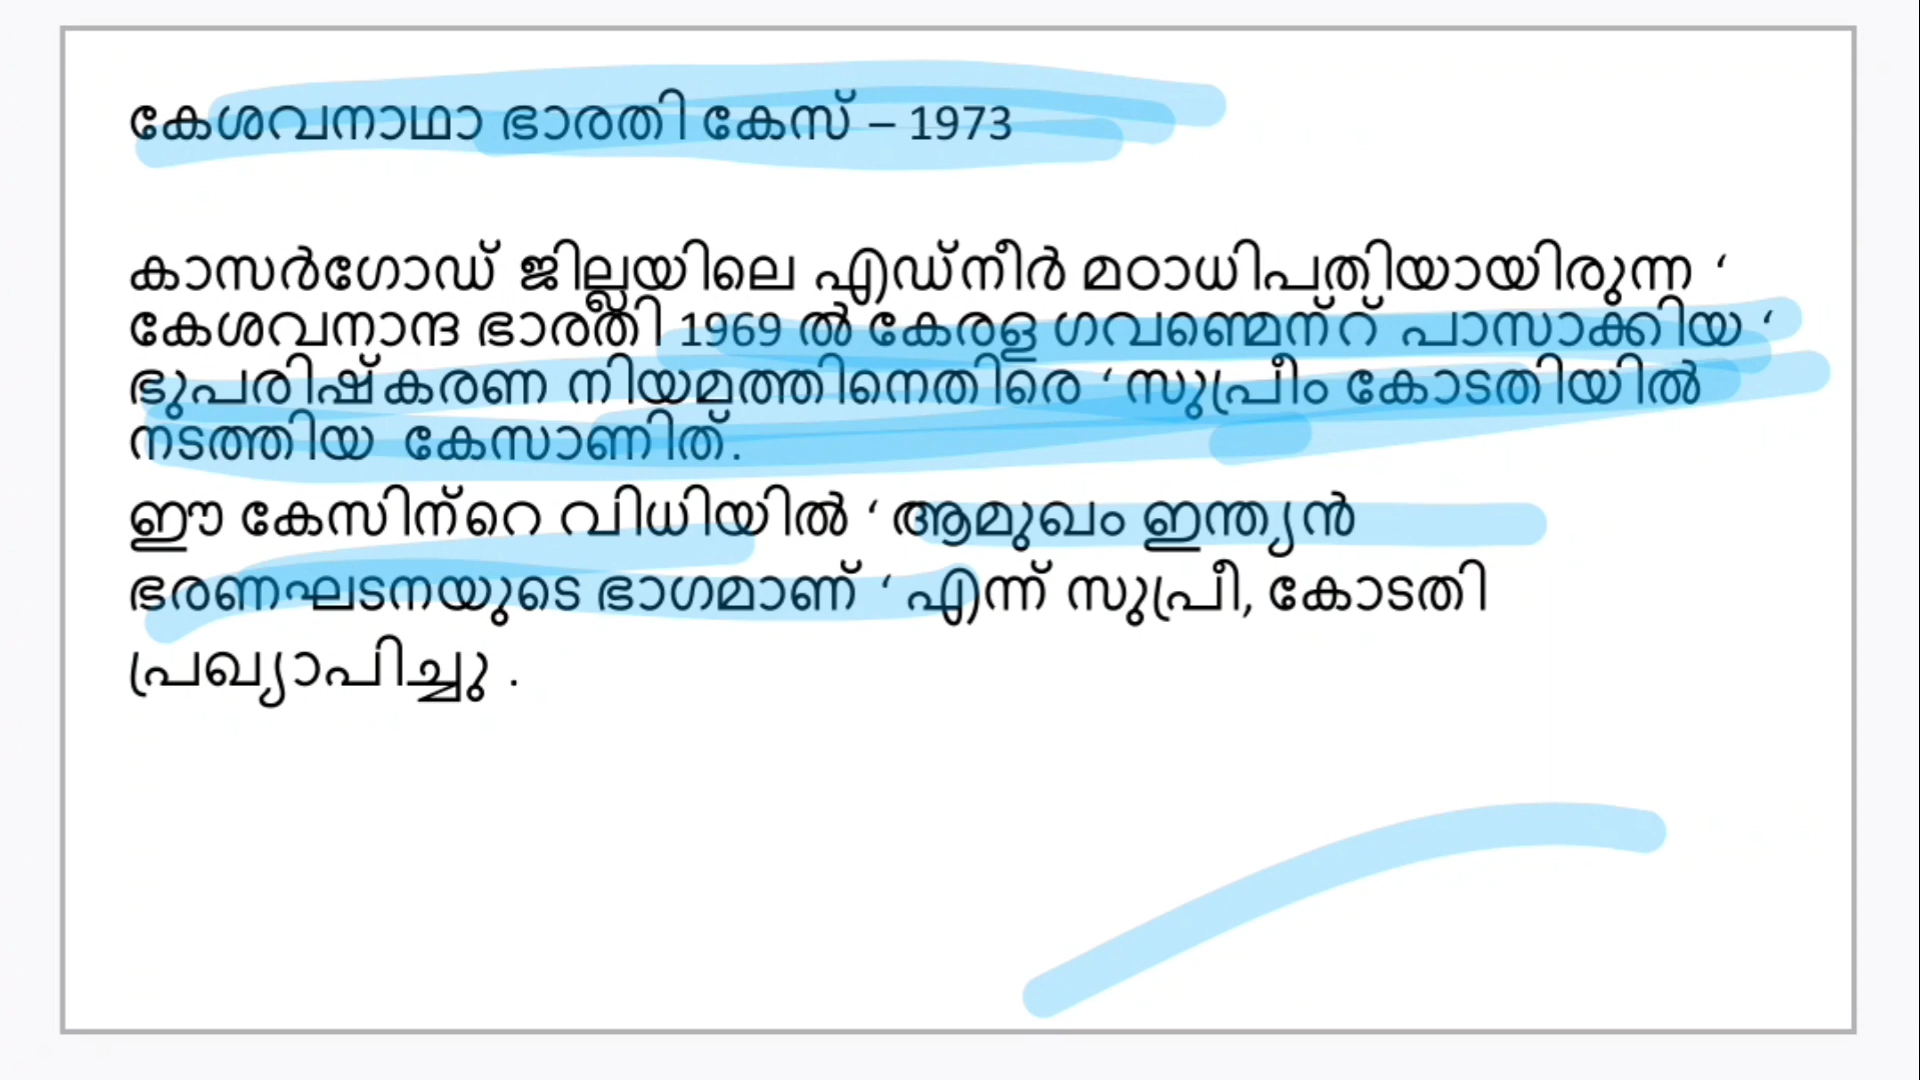 കേശവനാഥാ ഭാരതി കേസ് – 1973
കാസർഗോഡ് ജില്ലയിലെ എഡ്നീർ മഠാധിപതിയായിരുന്ന ‘
കേശവനാന്ദ ഭാരതി 1969 ൽ കേരള ഗവണ്മെന്റ് പാസാക്കിയ ‘
ഭുപരിഷ്കരണ നിയമത്തിനെതിരെ ‘ സുപ്രീം കോടതിയിൽ
നടത്തിയ കേസാണിത്.
ഈ കേസിന്റെ വിധിയിൽ ‘ ആമുഖം ഇന്ത്യൻ
ഭരണഘടനയുടെ ഭാഗമാണ് ‘ എന്ന് സുപ്രീ, കോടതി
പ്രഖ്യാപിച്ചു .